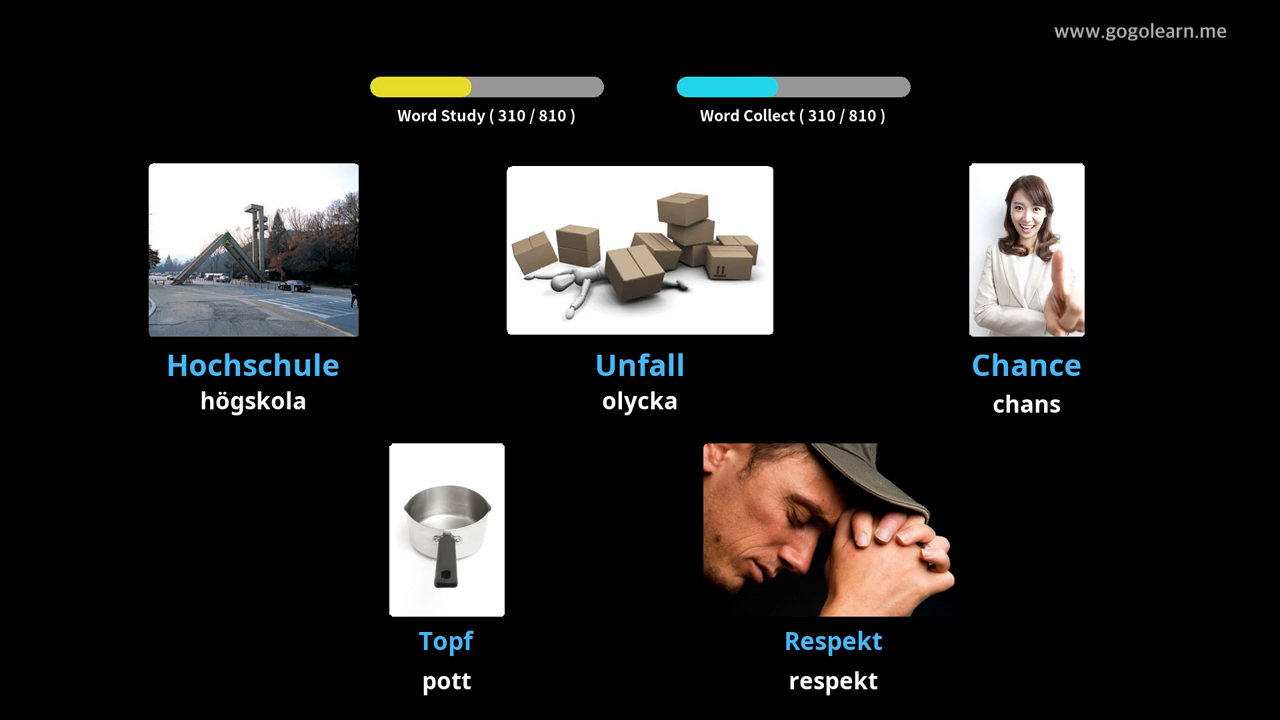 www.gogolearn.me
Word Study ( 310 / 810 )
Word Collect ( 310 / 810 )
Hochschule
högskola
Unfall
olycka
Chance
chans
Topf
pott
Respekt
respekt